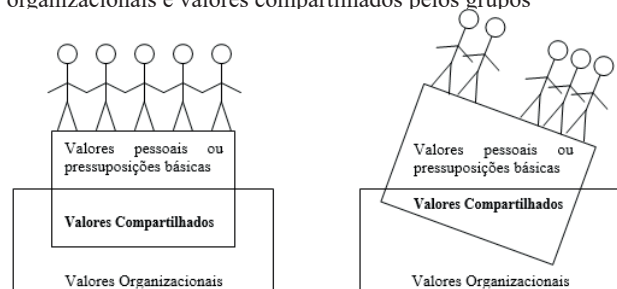 organizacionais e valores compartilhados pelos grupos
Valores pessoais ou
pressuposições básicas
Valores Compartilhados
Valores Organizacionais
Valores pessoais ou
pressuposições básicas
Valores Compartilhados
Valores Organizacionais